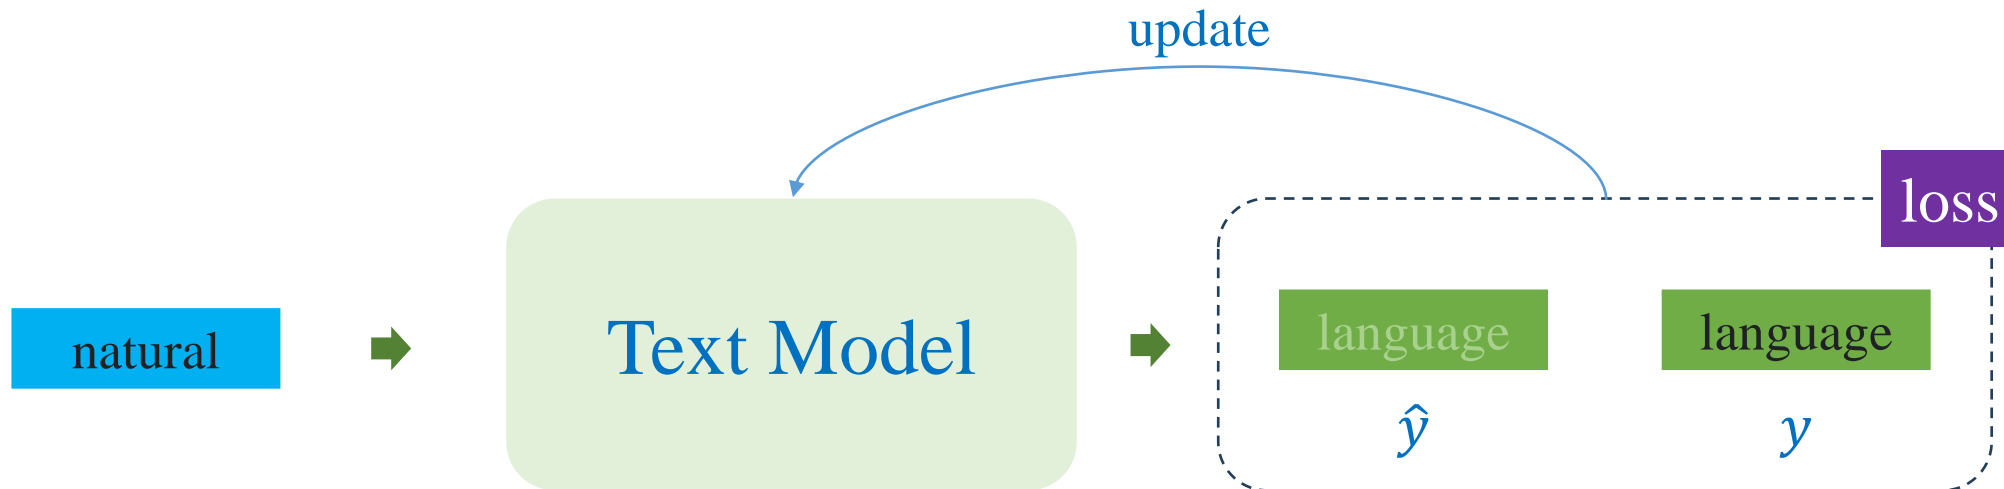 update
loss
natural
Text Model
language
language
ŷ
y